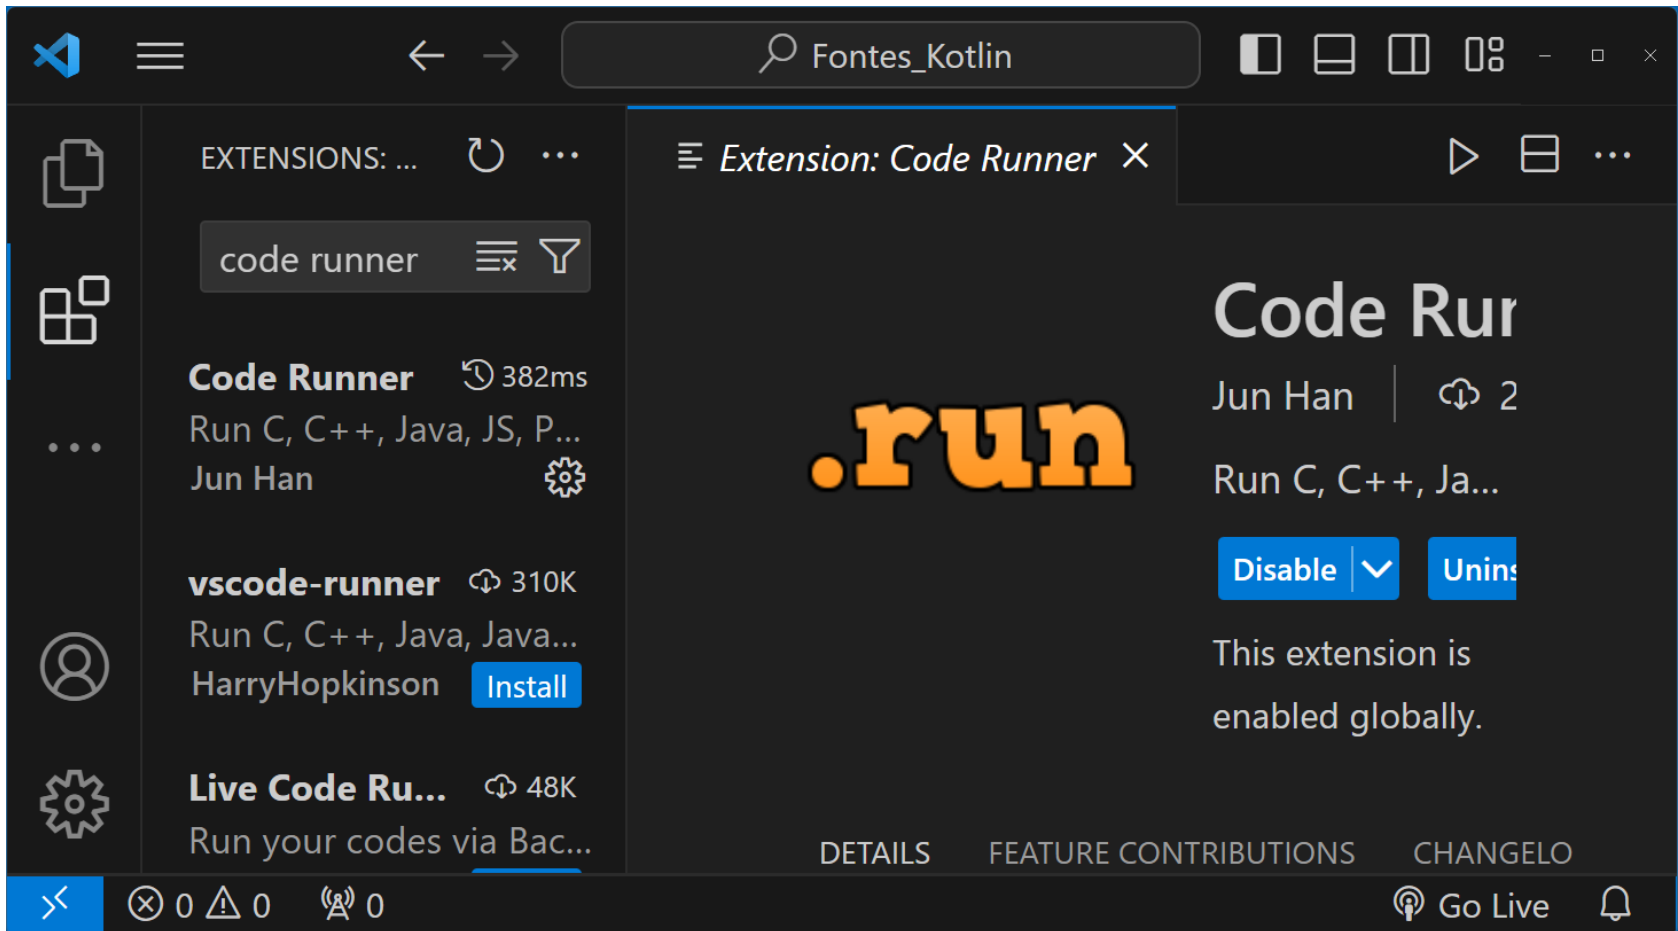 Fontes_Kotlin
EXTENSIONS: ...
code runner
Code Runner 382ms
Run C, C++, Java, JS, P...
Jun Han
vscode-runner 310K
Run C, C++, Java, Java...
HarryHopkinson Install
Live Code Ru... 48K
Run your codes via Bac...
Extension: Code Runner
.run
Code Run
Jun Han 2
Run C, C++, Ja...
Disable Unins
This extension is
enabled globally.
DETAILS FEATURE CONTRIBUTIONS CHANGELO
0 0 0 Go Live